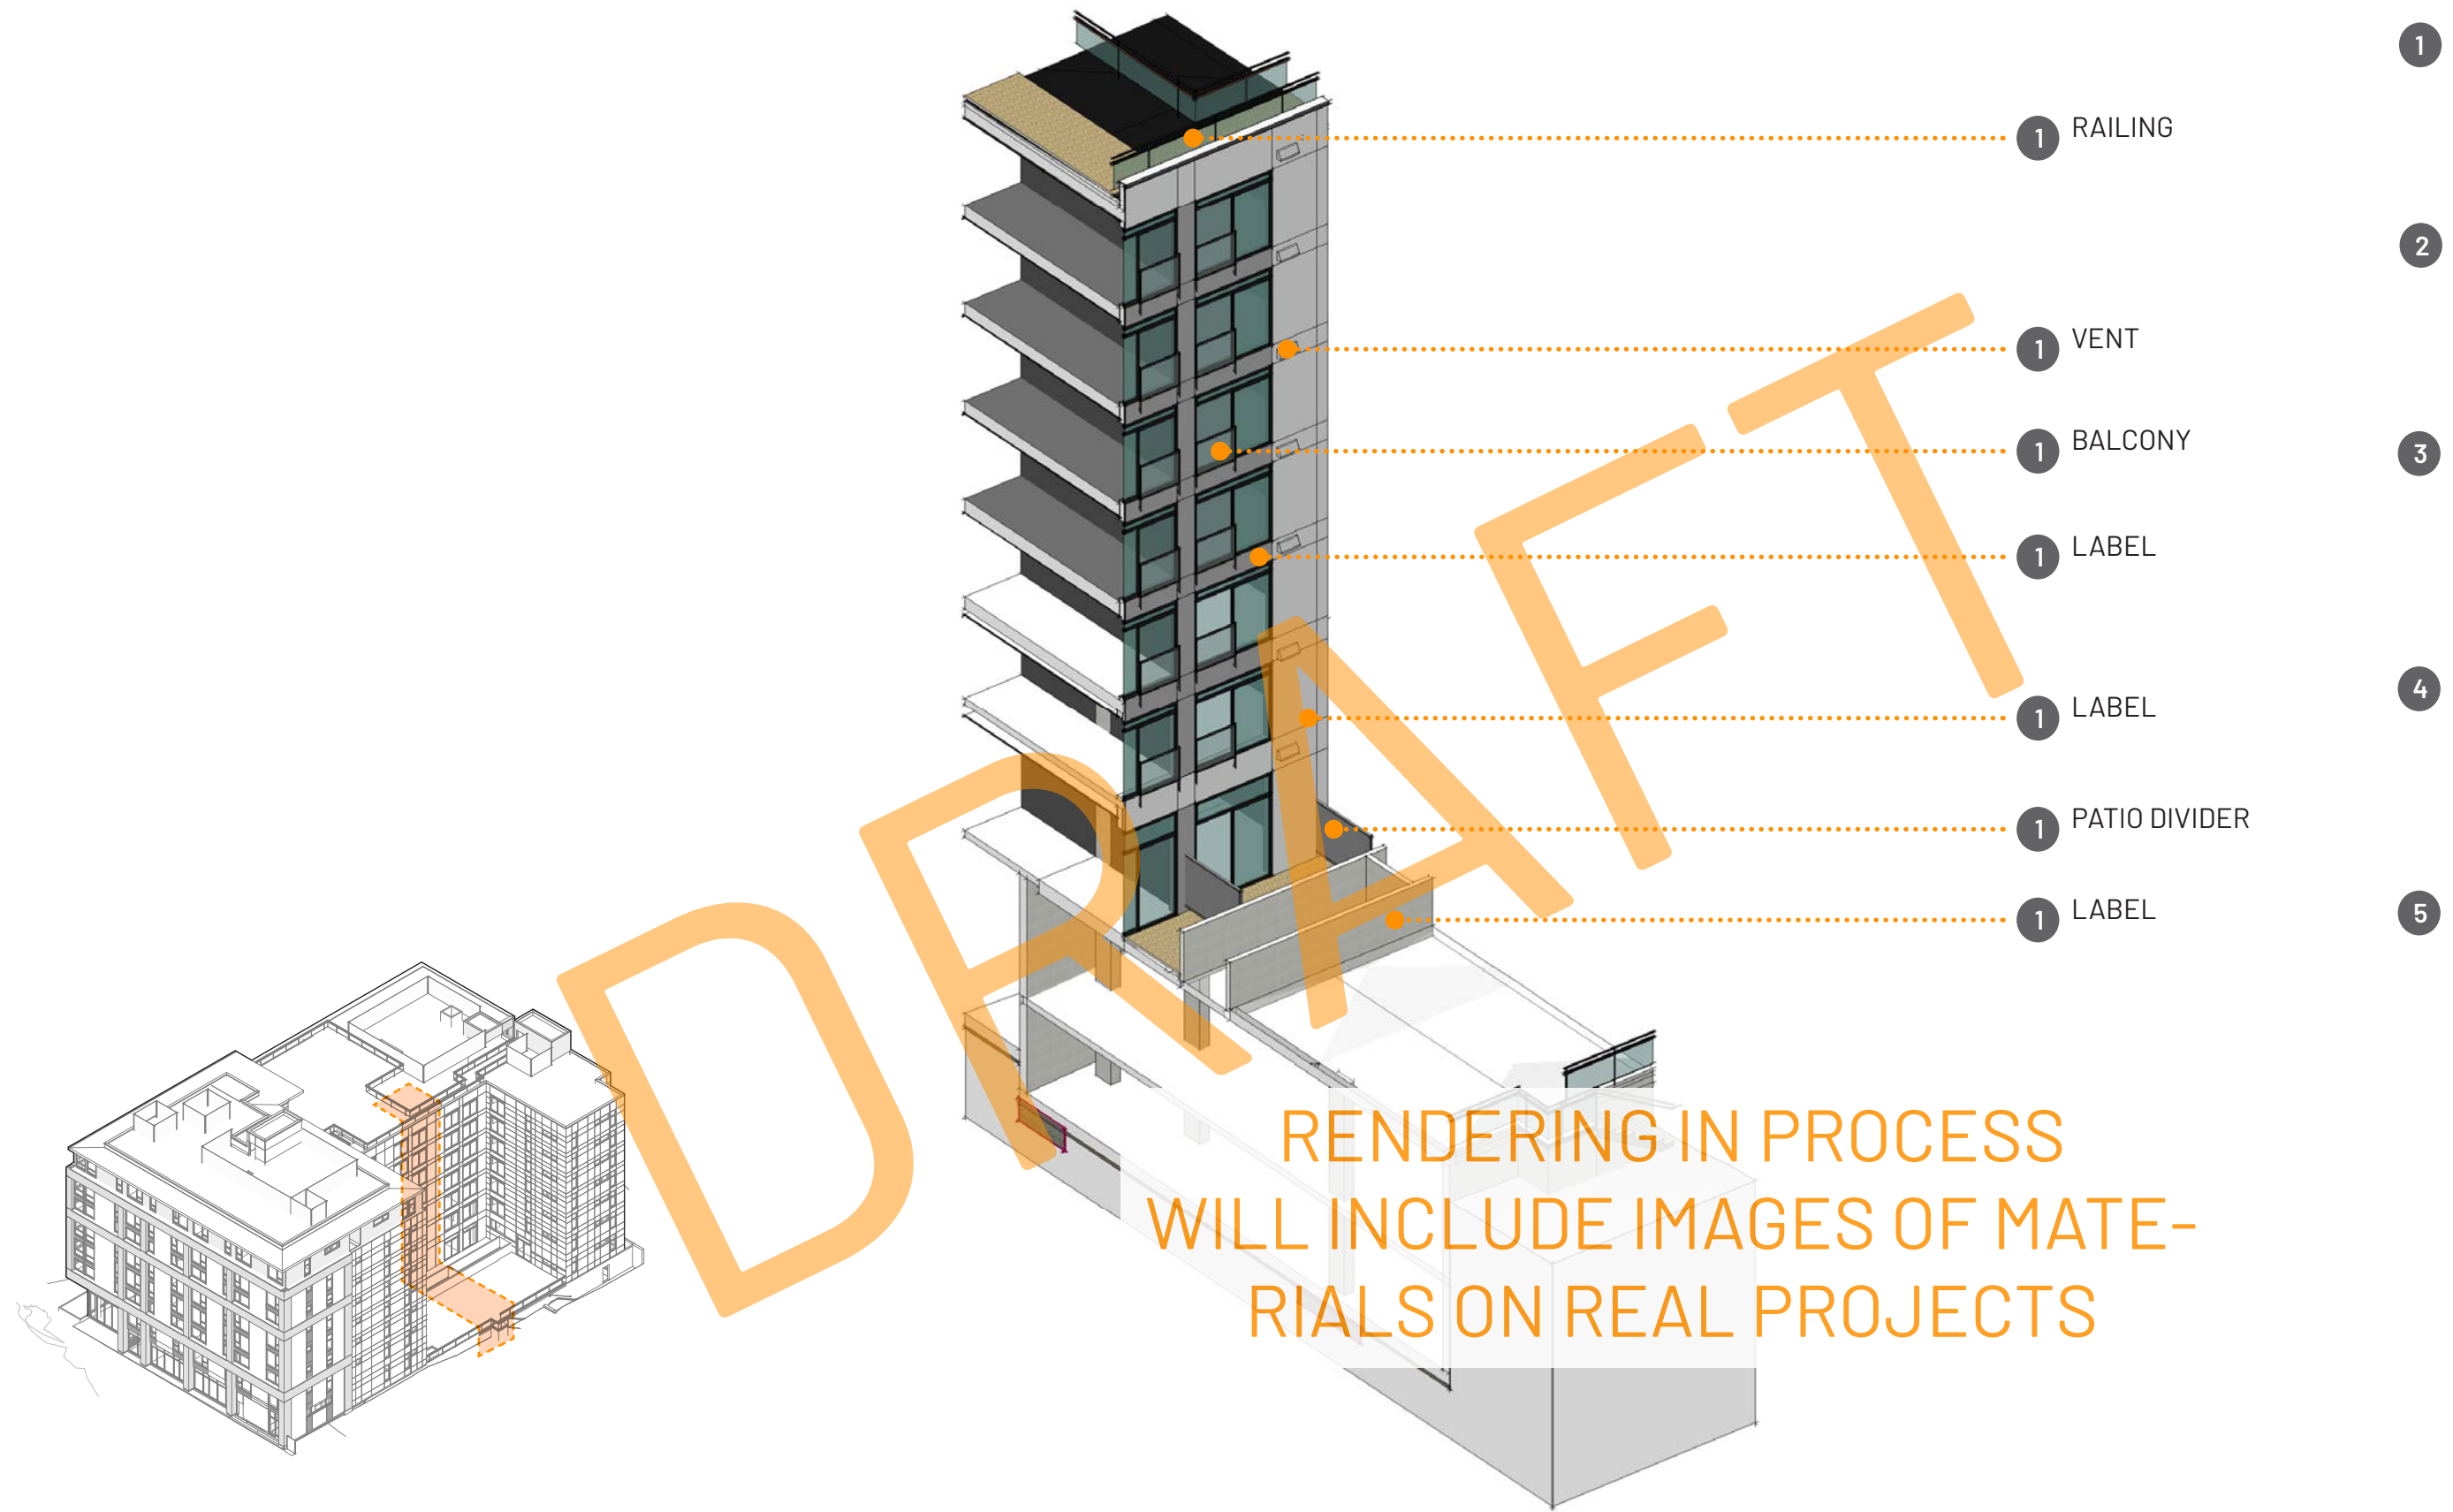 1
1 RAILING
2
1 VENT
1 BALCONY
3
1 LABEL
4
1 LABEL
1 PATIO DIVIDER
1 LABEL
5
DRAFT
RENDERING IN PROCESS
WILL INCLUDE IMAGES OF MATE-
RIALS ON REAL PROJECTS